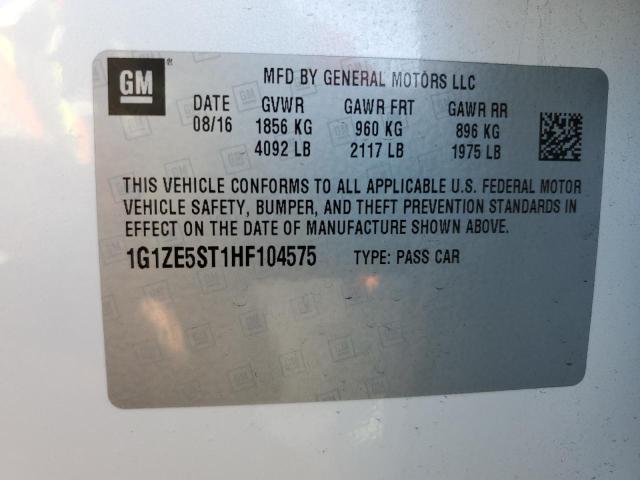 GM ®
MFD BY GENERAL MOTORS LLC
DATE GVWR GAWR FRT GAWR RR
08/16 1856 KG 960 KG 896 KG
4092 LB 2117 LB 1975 LB
THIS VEHICLE CONFORMS TO ALL APPLICABLE U.S. FEDERAL MOTOR
VEHICLE SAFETY, BUMPER, AND THEFT PREVENTION STANDARDS IN
EFFECT ON THE DATE OF MANUFACTURE SHOWN ABOVE.
1G1ZE5ST1HF104575 TYPE: PASS CAR